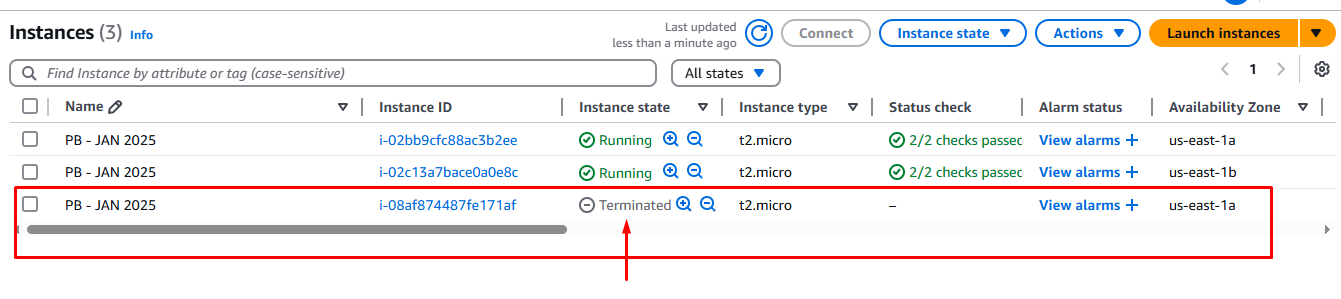 Instances (3) Info
Last updated
less than a minute ago
Connect
Instance state
Actions
Launch instances
Find Instance by attribute or tag (case-sensitive)
All states
1
Name Instance ID Instance state Instance type Status check Alarm status Availability Zone
PB - JAN 2025 i-02bb9cfc88ac3b2ee Running t2.micro 2/2 checks passec View alarms + us-east-1a
PB - JAN 2025 i-02c13a7bace0a0e8c Running t2.micro 2/2 checks passec View alarms + us-east-1b
PB - JAN 2025 i-08af874487fe171af Terminated t2.micro – View alarms + us-east-1a